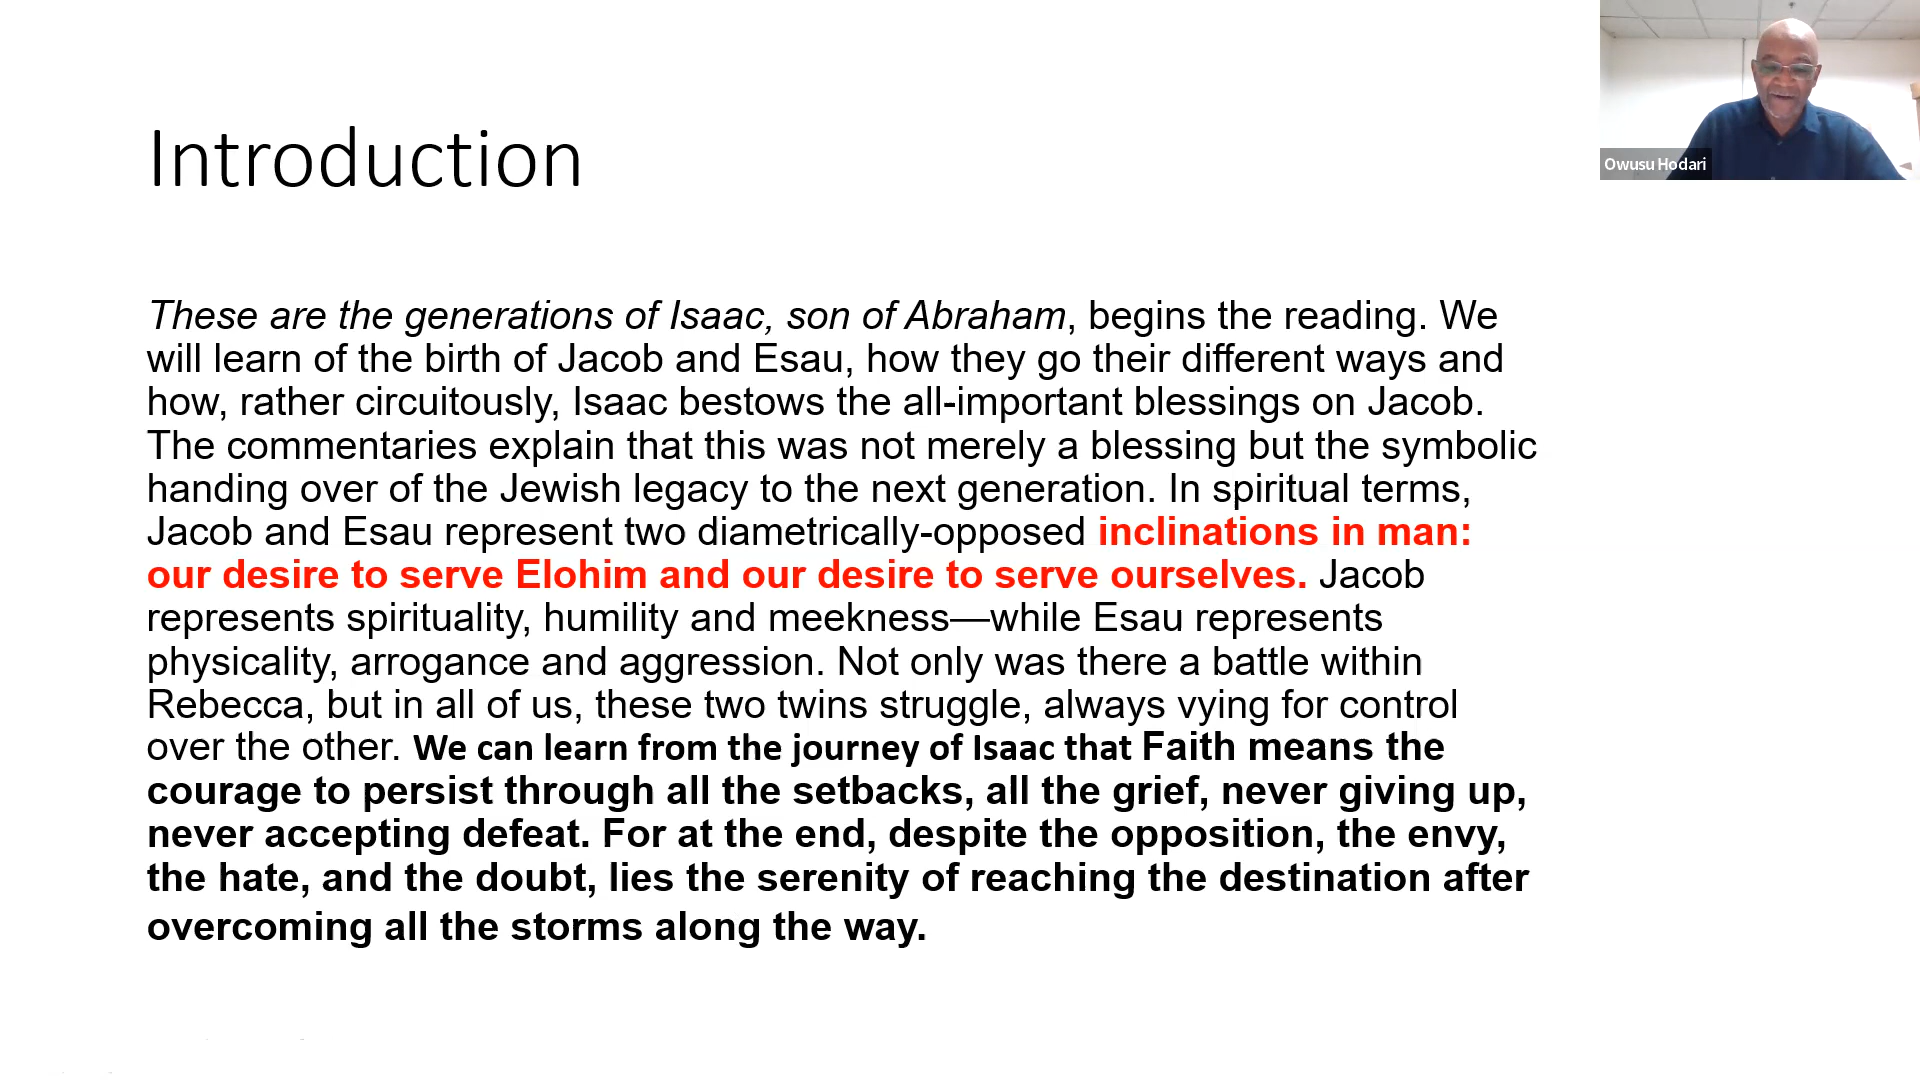 Introduction
Owusu Hodari
These are the generations of Isaac, son of Abraham, begins the reading. We
will learn of the birth of Jacob and Esau, how they go their different ways and
how, rather circuitously, Isaac bestows the all-important blessings on Jacob.
The commentaries explain that this was not merely a blessing but the symbolic
handing over of the Jewish legacy to the next generation. In spiritual terms,
Jacob and Esau represent two diametrically-opposed inclinations in man:
our desire to serve Elohim and our desire to serve ourselves. Jacob
represents spirituality, humility and meekness—while Esau represents
physicality, arrogance and aggression. Not only was there a battle within
Rebecca, but in all of us, these two twins struggle, always vying for control
over the other. We can learn from the journey of Isaac that Faith means the
courage to persist through all the setbacks, all the grief, never giving up,
never accepting defeat. For at the end, despite the opposition, the envy,
the hate, and the doubt, lies the serenity of reaching the destination after
overcoming all the storms along the way.